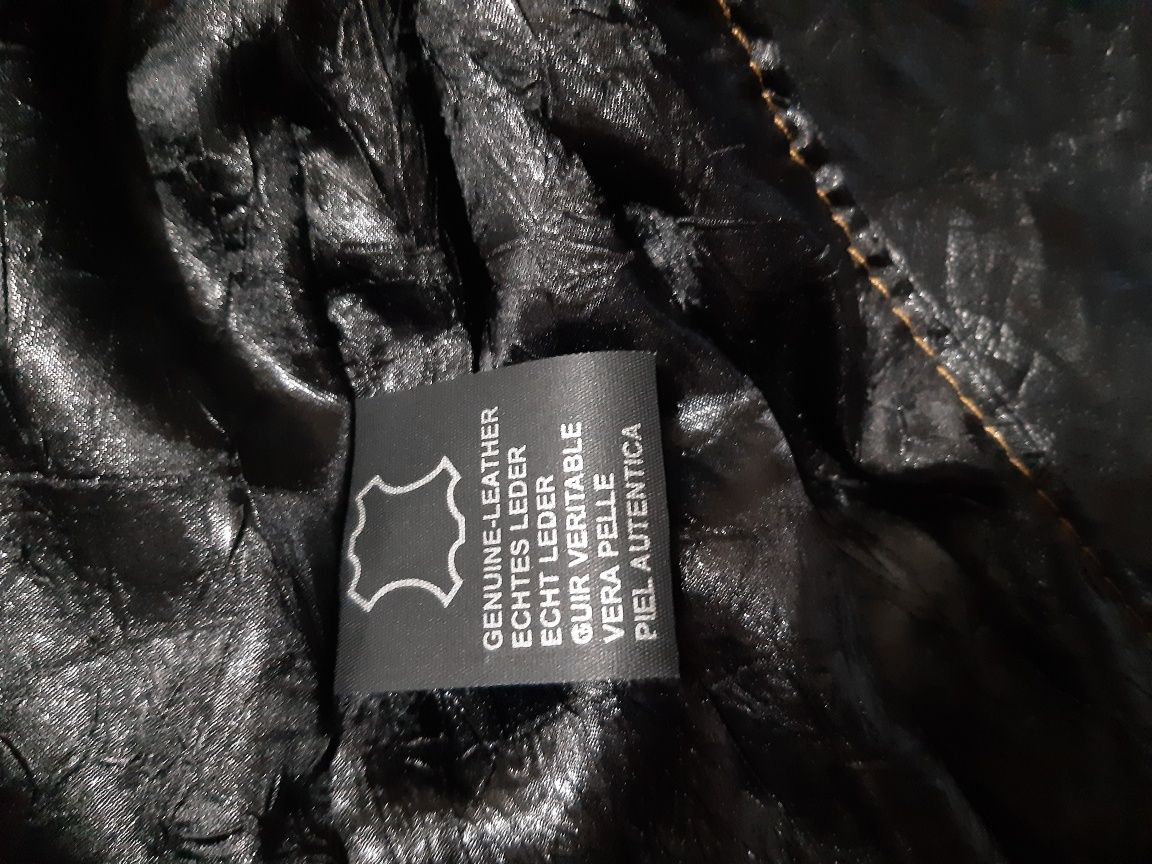 GENUINE-LEATHER
ECHTES LEDER
ECHT LEDER
CUIR VERITABLE
VERA PELLE
PIEL AUTENTICA